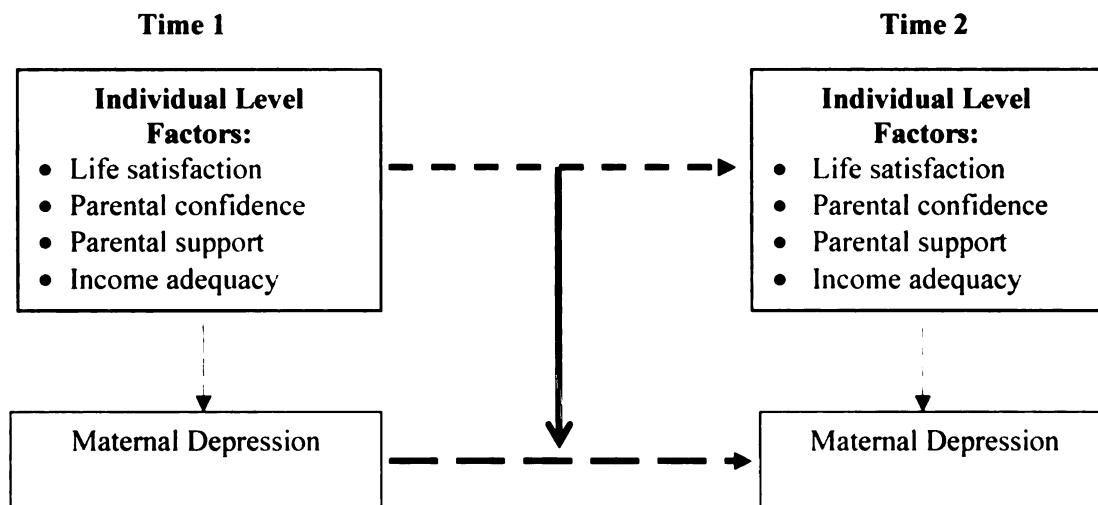 Time 1
Time 2
Individual Level
Factors:
• Life satisfaction
• Parental confidence
• Parental support
• Income adequacy
Individual Level
Factors:
• Life satisfaction
• Parental confidence
• Parental support
• Income adequacy
Maternal Depression
Maternal Depression